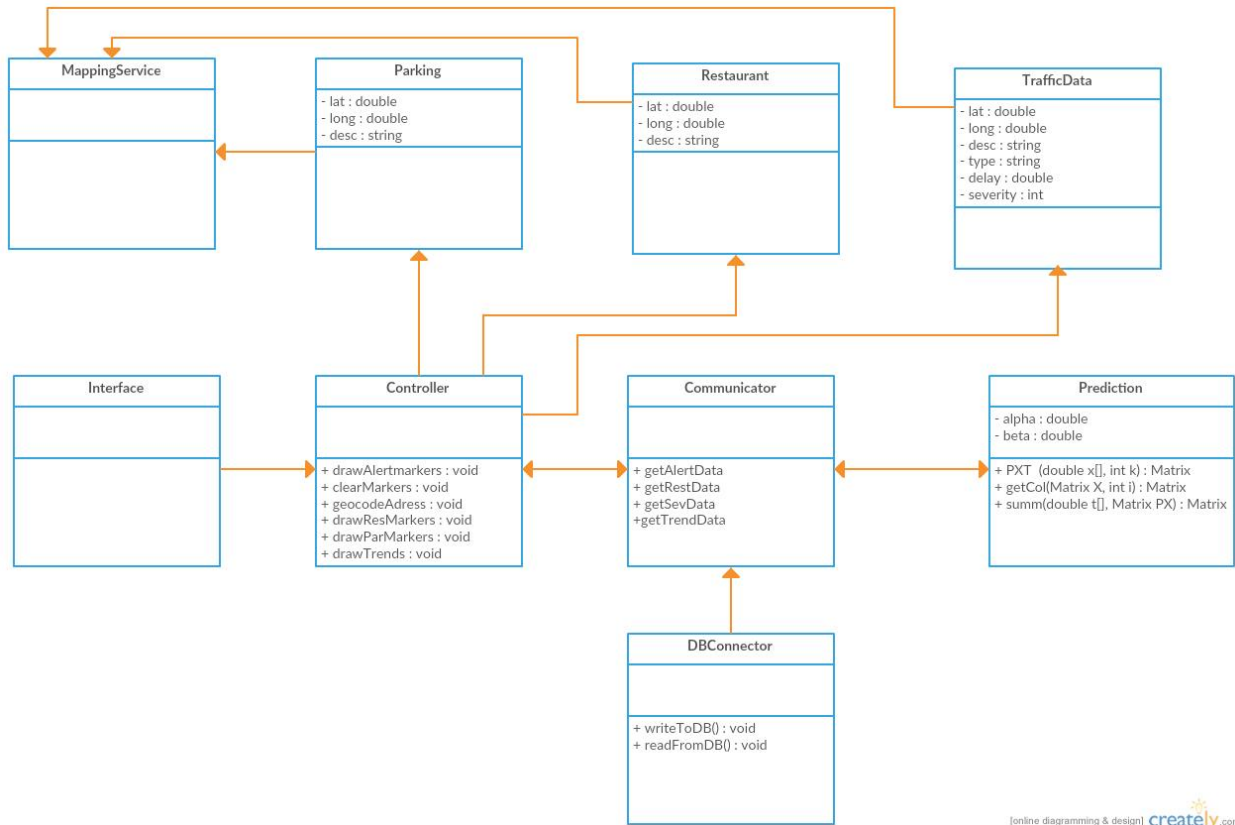 MappingService
Parking
- lat : double
- long : double
- desc : string
Restaurant
- lat : double
- long : double
- desc : string
TrafficData
- lat : double
- long : double
- desc : string
- type : string
- delay : double
- severity : int
Interface
Controller
+ drawAlertmarkers : void
+ clearMarkers : void
+ geocodeAdress : void
+ drawResMarkers : void
+ drawParMarkers : void
+ drawTrends : void
Communicator
+ getAlertData
+ getRestData
+ getSevData
+getTrendData
Prediction
- alpha : double
- beta : double
+ PXT (double x[], int k) : Matrix
+ getCol(Matrix X, int i) : Matrix
+ summ(double t[], Matrix PX) : Matrix
DBConnector
+ writeToDB() : void
+ readFromDB() : void
[online diagramming & design] creately.com